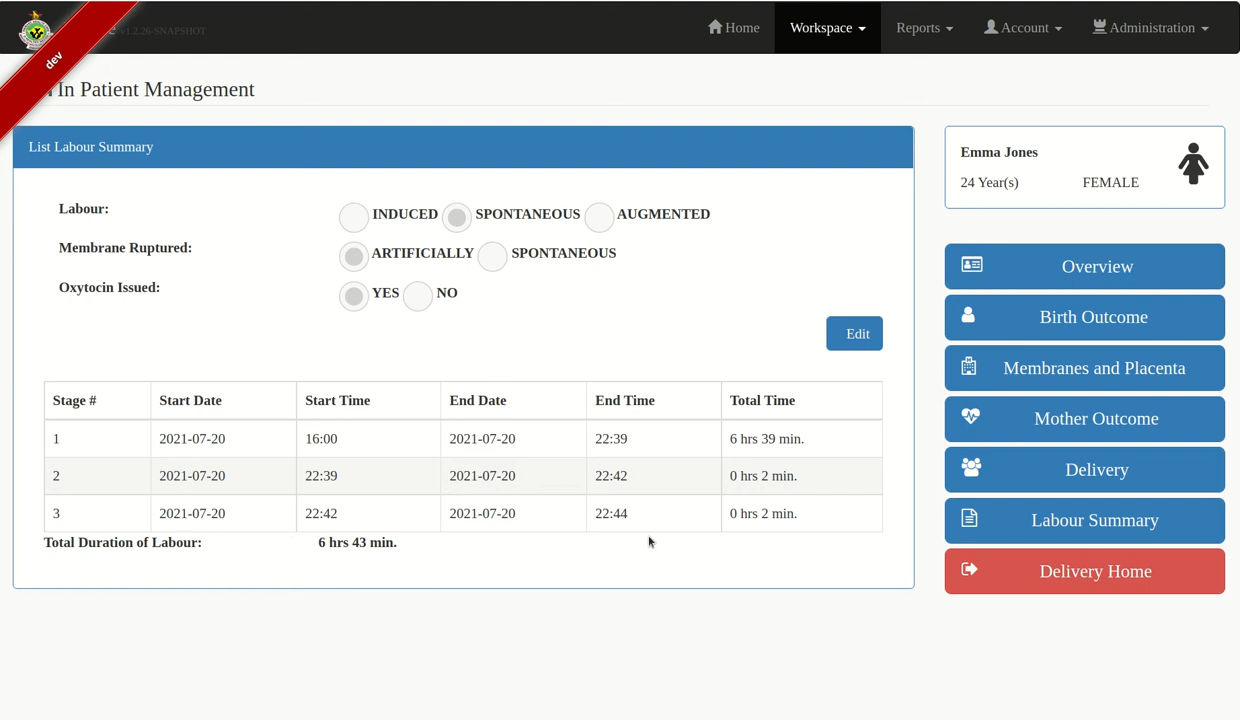 v1.2.26-SNAPSHOT
Home Workspace Reports Account Administration
dev
In Patient Management
List Labour Summary
Labour: INDUCED SPONTANEOUS AUGMENTED
Membrane Ruptured: ARTIFICIALLY SPONTANEOUS
Oxytocin Issued: YES NO
Edit
Stage # Start Date Start Time End Date End Time Total Time
1 2021-07-20 16:00 2021-07-20 22:39 6 hrs 39 min.
2 2021-07-20 22:39 2021-07-20 22:42 0 hrs 2 min.
3 2021-07-20 22:42 2021-07-20 22:44 0 hrs 2 min.
Total Duration of Labour: 6 hrs 43 min.
Emma Jones
24 Year(s) FEMALE
Overview
Birth Outcome
Membranes and Placenta
Mother Outcome
Delivery
Labour Summary
Delivery Home